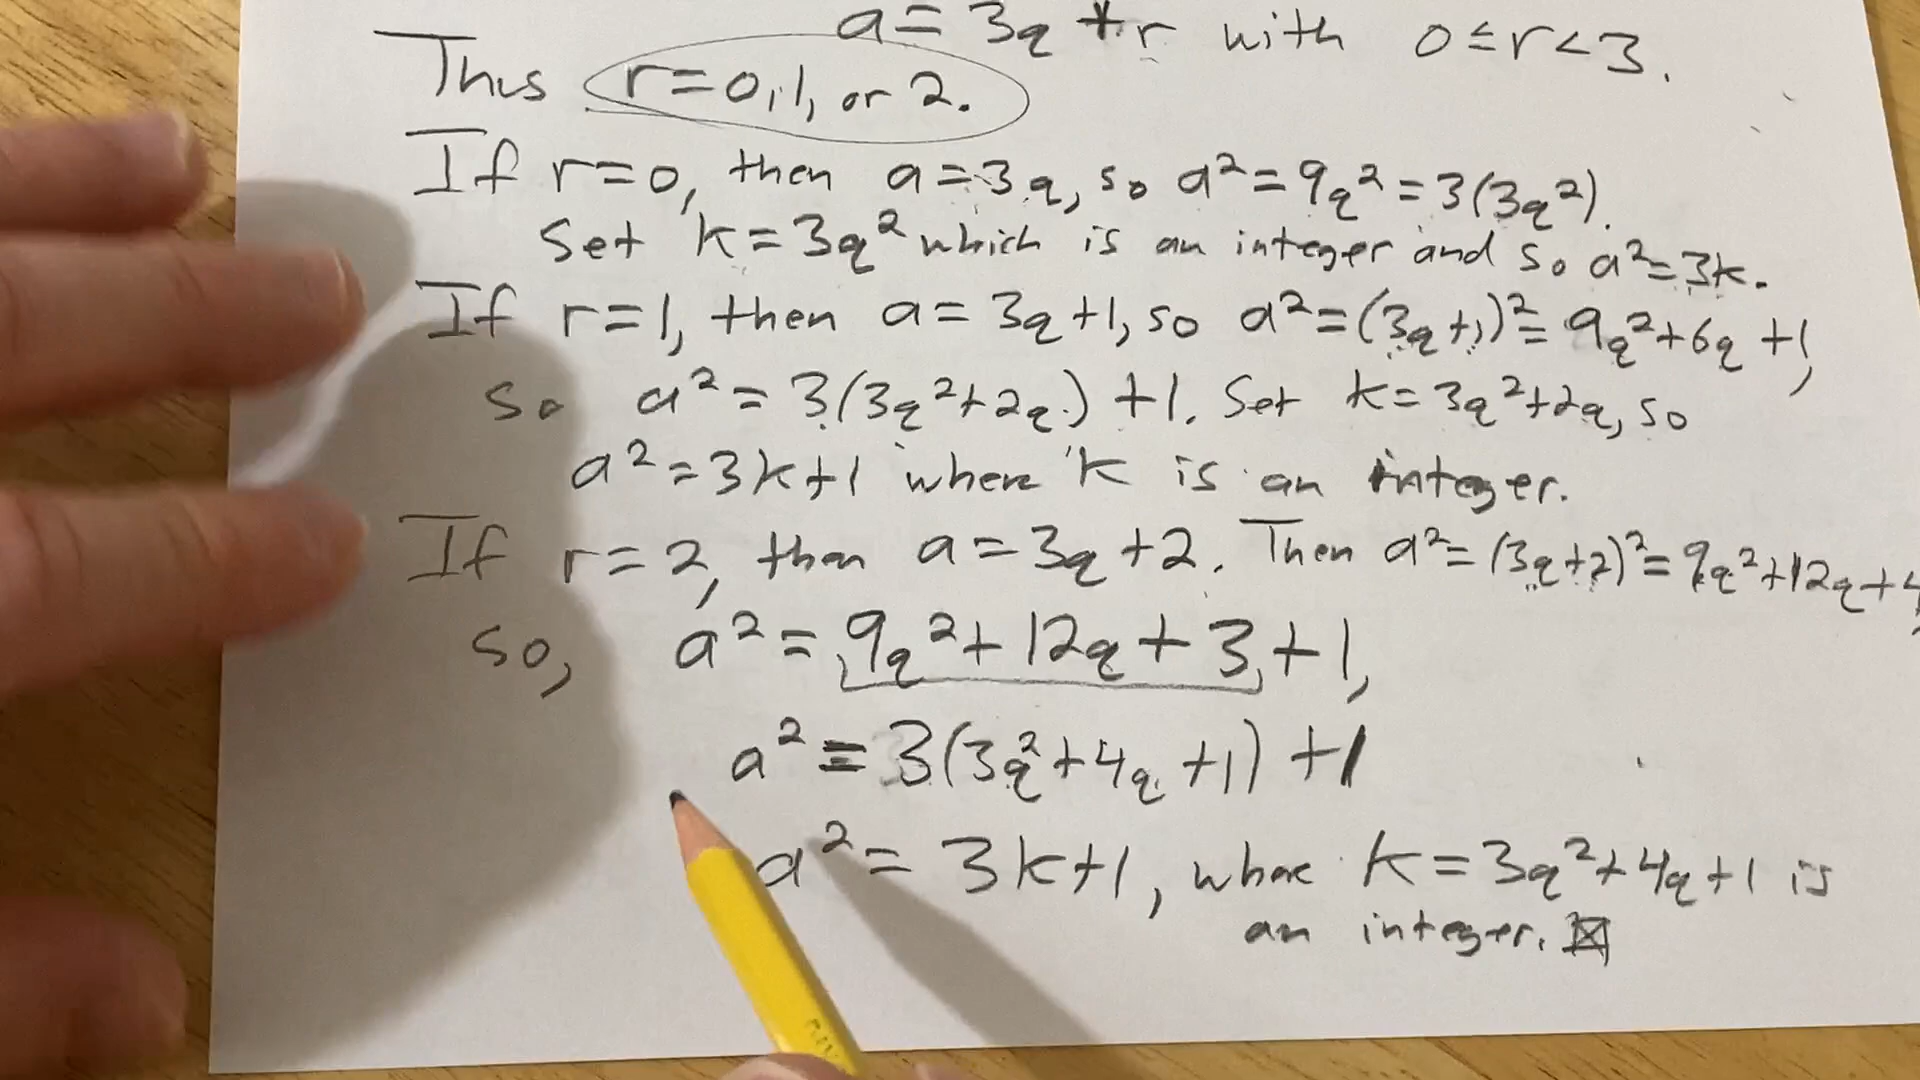 a = 3q + r with 0 ≤ r < 3.
Thus r = 0, 1, or 2.
If r = 0, then a = 3q, so a² = 9q² = 3(3q²).
Set k = 3q² which is an integer and so a² = 3k.
If r = 1, then a = 3q + 1, so a² = (3q + 1)² = 9q² + 6q + 1,
so a² = 3(3q² + 2q) + 1. Set k = 3q² + 2q, so
a² = 3k + 1 where k is an integer.
If r = 2, then a = 3q + 2. Then a² = (3q + 2)² = 9q² + 12q + 4,
so, a² = 9q² + 12q + 3 + 1,
a² = 3(3q² + 4q + 1) + 1
a² = 3k + 1, where k = 3q² + 4q + 1 is
an integer.